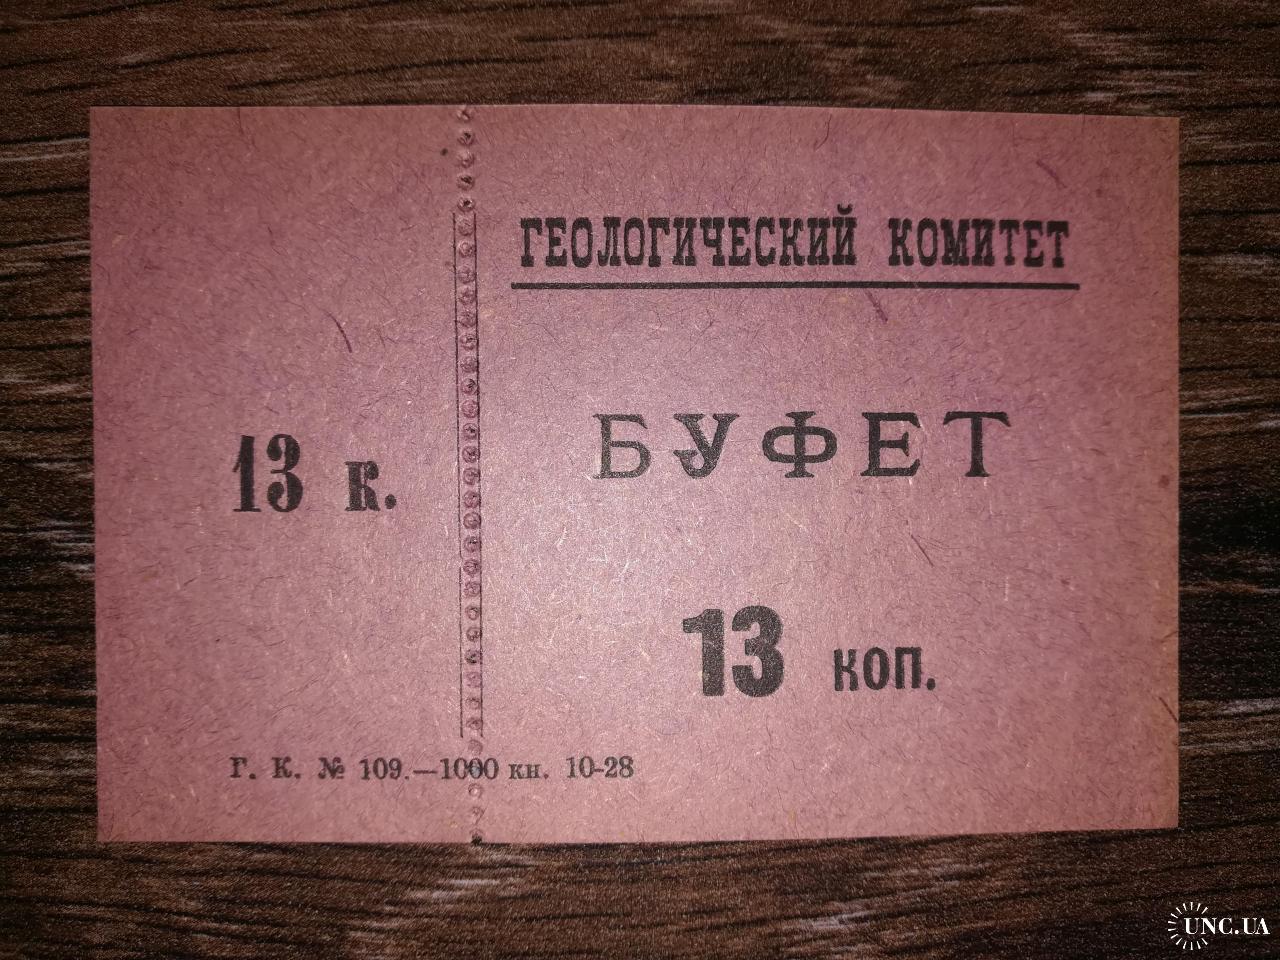 ГЕОЛОГИЧЕСКИЙ КОМИТЕТ
БУФЕТ
13 к.
13 коп.
Г. К. № 109.—1000 кн. 10-28
UNC.UA